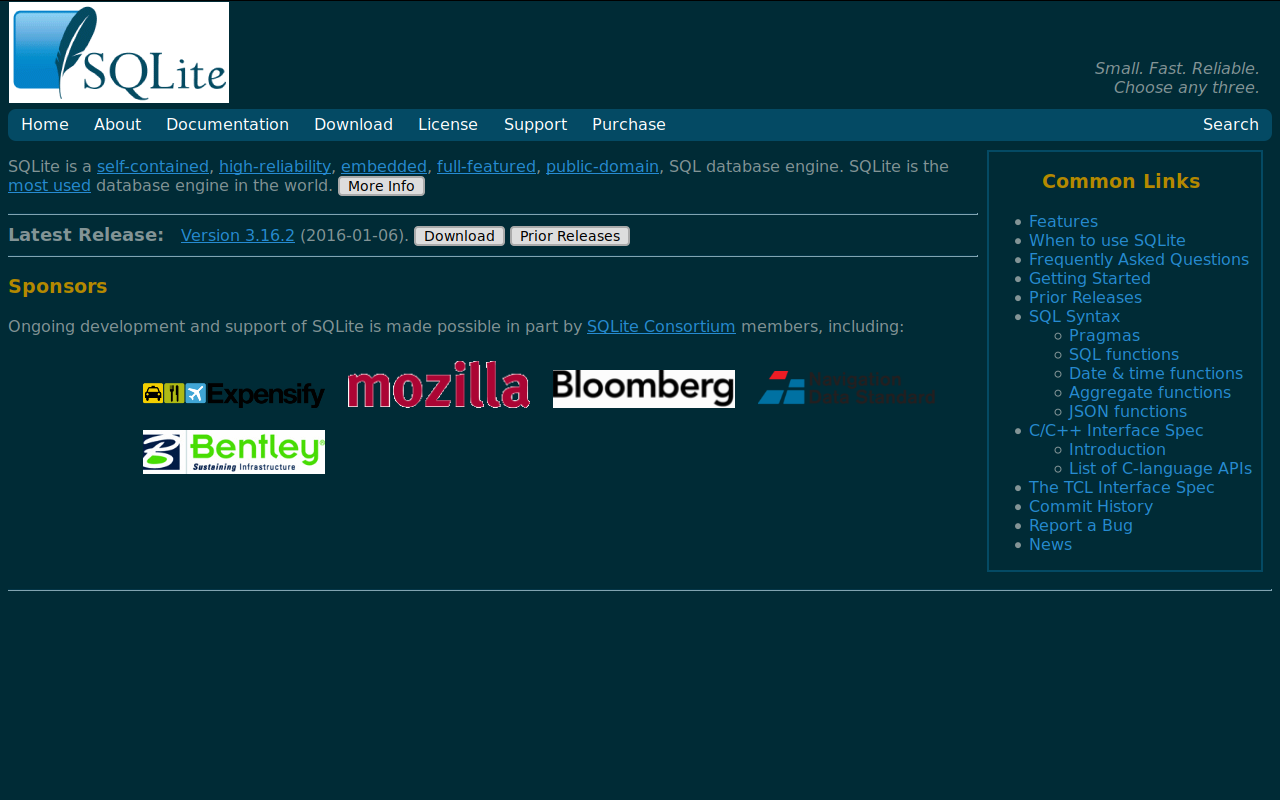 SQLite
Small. Fast. Reliable.
Choose any three.
Home About Documentation Download License Support Purchase Search
SQLite is a self-contained, high-reliability, embedded, full-featured, public-domain, SQL database engine. SQLite is the
most used database engine in the world. More Info
Latest Release: Version 3.16.2 (2016-01-06). Download Prior Releases
Sponsors
Ongoing development and support of SQLite is made possible in part by SQLite Consortium members, including:
Expensify mozilla Bloomberg Navigation
Data Standard
Bentley®
Sustaining Infrastructure
Common Links
Features
When to use SQLite
Frequently Asked Questions
Getting Started
Prior Releases
SQL Syntax
Pragmas
SQL functions
Date & time functions
Aggregate functions
JSON functions
C/C++ Interface Spec
Introduction
List of C-language APIs
The TCL Interface Spec
Commit History
Report a Bug
News